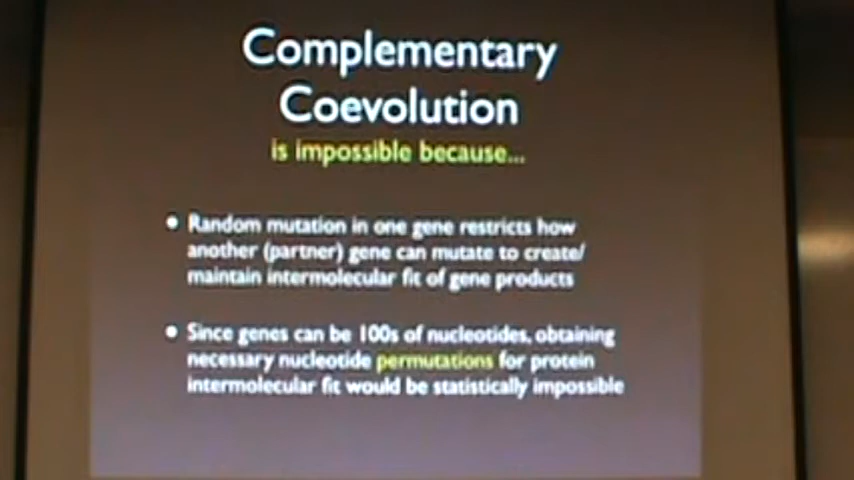 Complementary
Coevolution
is impossible because...
• Random mutation in one gene restricts how
another (partner) gene can mutate to create/
maintain intermolecular fit of gene products
• Since genes can be 100s of nucleotides, obtaining
necessary nucleotide permutations for protein
intermolecular fit would be statistically impossible